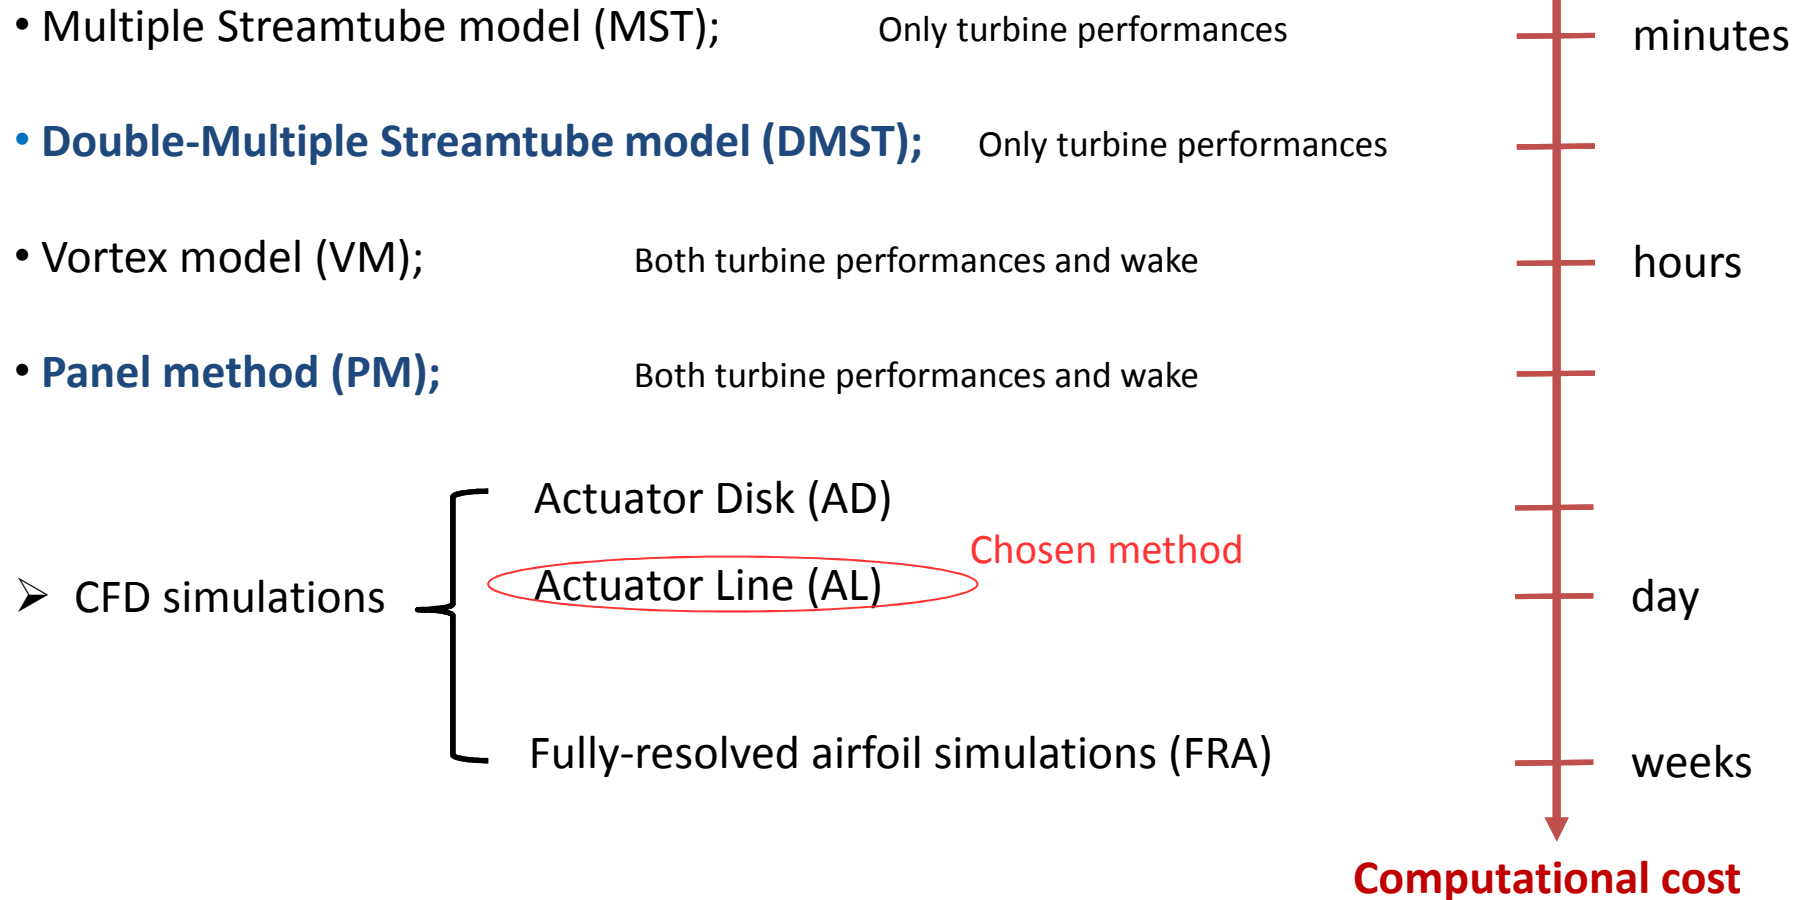 • Multiple Streamtube model (MST); Only turbine performances minutes
• Double-Multiple Streamtube model (DMST); Only turbine performances
• Vortex model (VM); Both turbine performances and wake hours
• Panel method (PM); Both turbine performances and wake
Actuator Disk (AD)
Chosen method
➢ CFD simulations Actuator Line (AL) day
Fully-resolved airfoil simulations (FRA) weeks
Computational cost